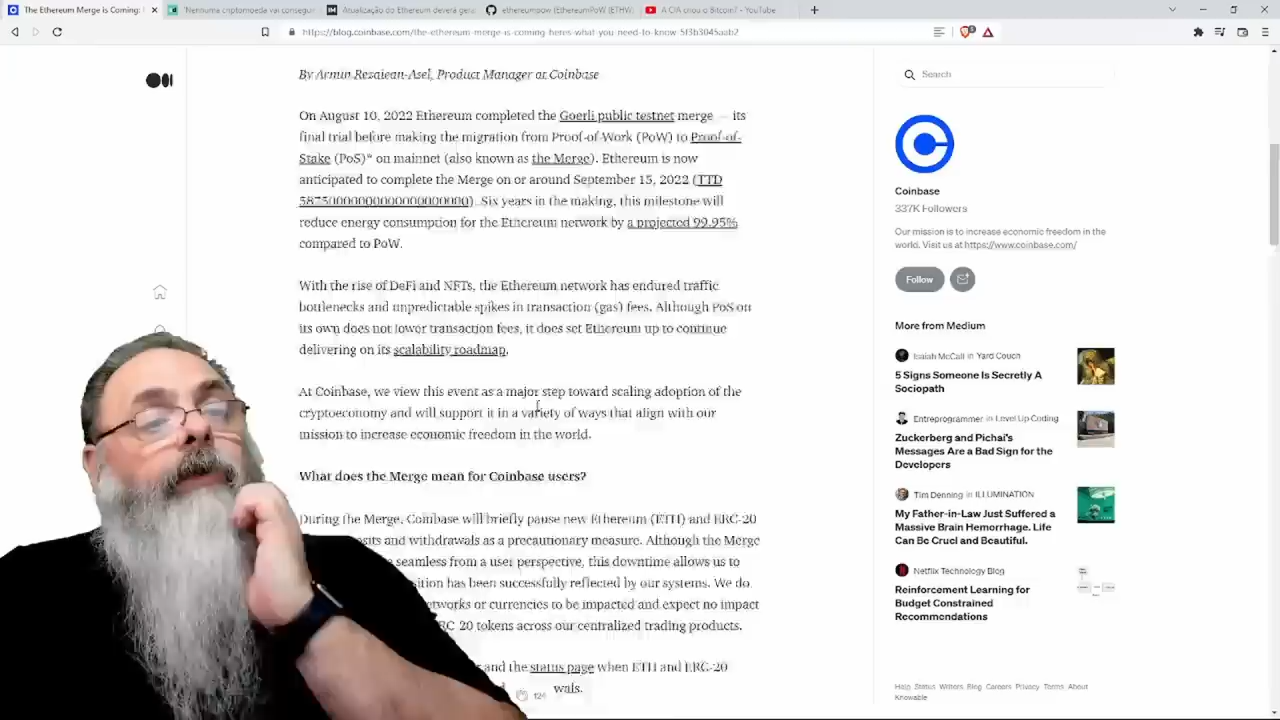 The Ethereum Merge is Coming:
"Nenhuma criptomoeda vai consegui
Atualização do Ethereum deverá gera
ethereumpow (EthereumPoW (ETHW)
A CIA criou o Bitcoin? - YouTube
https://blog.coinbase.com/the-ethereum-merge-is-coming-heres-what-you-need-to-know-5f3b3045aab2
By Armin Rezaiean-Asel, Product Manager at Coinbase
On August 10, 2022 Ethereum completed the Goerli public testnet merge — its
final trial before making the migration from Proof-of-Work (PoW) to Proof-of-
Stake (PoS)* on mainnet (also known as the Merge). Ethereum is now
anticipated to complete the Merge on or around September 15, 2022 (TTD
58750000000000000000000). Six years in the making, this milestone will
reduce energy consumption for the Ethereum network by a projected 99.95%
compared to PoW.
With the rise of DeFi and NFTs, the Ethereum network has endured traffic
bottlenecks and unpredictable spikes in transaction (gas) fees. Although PoS on
its own does not lower transaction fees, it does set Ethereum up to continue
delivering on its scalability roadmap.
At Coinbase, we view this event as a major step toward scaling adoption of the
cryptoeconomy and will support it in a variety of ways that align with our
mission to increase economic freedom in the world.
What does the Merge mean for Coinbase users?
During the Merge, Coinbase will briefly pause new Ethereum (ETH) and ERC-20
osits and withdrawals as a precautionary measure. Although the Merge
seamless from a user perspective, this downtime allows us to
sition has been successfully reflected by our systems. We do
tworks or currencies to be impacted and expect no impact
RC-20 tokens across our centralized trading products.
r and the status page when ETH and ERC-20
wals.
124
Search
Coinbase
337K Followers
Our mission is to increase economic freedom in the
world. Visit us at https://www.coinbase.com/
Follow
More from Medium
Isaiah McCall in Yard Couch
5 Signs Someone Is Secretly A
Sociopath
Entreprogrammer in Level Up Coding
Zuckerberg and Pichai's
Messages Are a Bad Sign for the
Developers
Tim Denning in ILLUMINATION
My Father-in-Law Just Suffered a
Massive Brain Hemorrhage. Life
Can Be Cruel and Beautiful.
Netflix Technology Blog
Reinforcement Learning for
Budget Constrained
Recommendations
Help Status Writers Blog Careers Privacy Terms About
Knowable